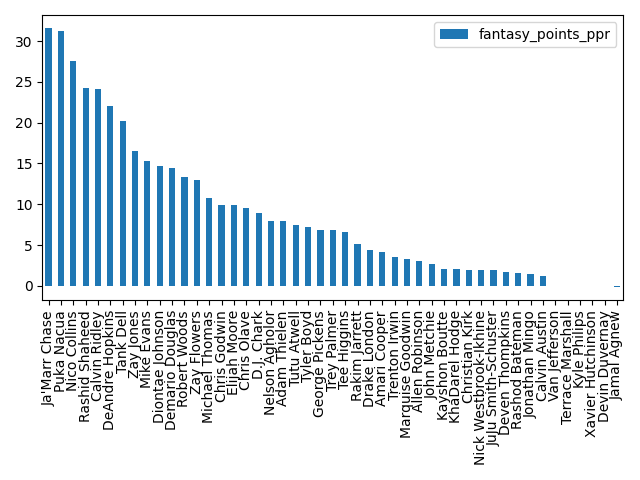 fantasy_points_ppr
30
25
20
15
10
5
0
Ja'Marr Chase
Puka Nacua
Nico Collins
Rashid Shaheed
Calvin Ridley
DeAndre Hopkins
Tank Dell
Zay Jones
Mike Evans
Diontae Johnson
Demario Douglas
Robert Woods
Zay Flowers
Michael Thomas
Chris Godwin
Elijah Moore
Chris Olave
D.J. Chark
Nelson Agholor
Adam Thielen
Tutu Atwell
Tyler Boyd
George Pickens
Trey Palmer
Tee Higgins
Rakim Jarrett
Drake London
Amari Cooper
Trenton Irwin
Marquise Goodwin
Allen Robinson
John Metchie
Kayshon Boutte
KhaDarel Hodge
Christian Kirk
Nick Westbrook-Ikhine
JuJu Smith-Schuster
Deven Thompkins
Rashod Bateman
Jonathan Mingo
Calvin Austin
Van Jefferson
Terrace Marshall
Kyle Philips
Xavier Hutchinson
Devin Duvernay
Jamal Agnew